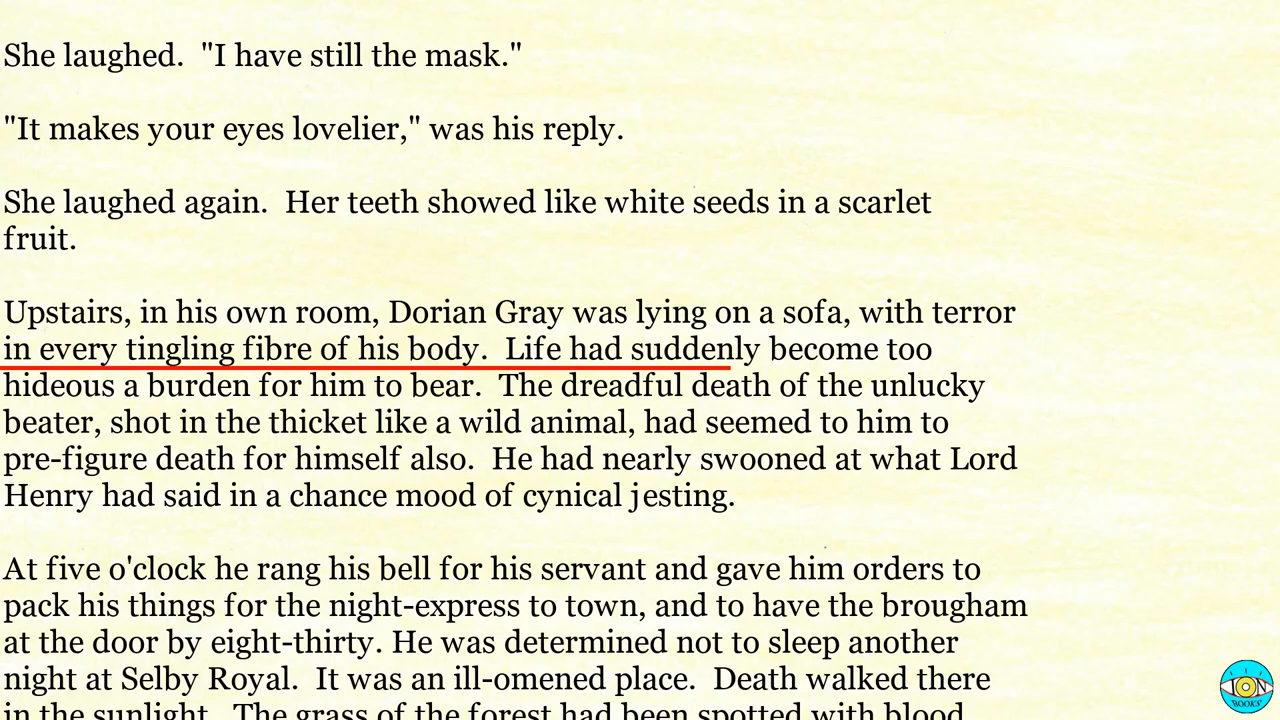 She laughed.  "I have still the mask."
"It makes your eyes lovelier," was his reply.
She laughed again.  Her teeth showed like white seeds in a scarlet
fruit.
Upstairs, in his own room, Dorian Gray was lying on a sofa, with terror
in every tingling fibre of his body.  Life had suddenly become too
hideous a burden for him to bear.  The dreadful death of the unlucky
beater, shot in the thicket like a wild animal, had seemed to him to
pre-figure death for himself also.  He had nearly swooned at what Lord
Henry had said in a chance mood of cynical jesting.
At five o'clock he rang his bell for his servant and gave him orders to
pack his things for the night-express to town, and to have the brougham
at the door by eight-thirty. He was determined not to sleep another
night at Selby Royal.  It was an ill-omened place.  Death walked there
in the sunlight.  The grass of the forest had been spotted with blood.
ION
BOOKS